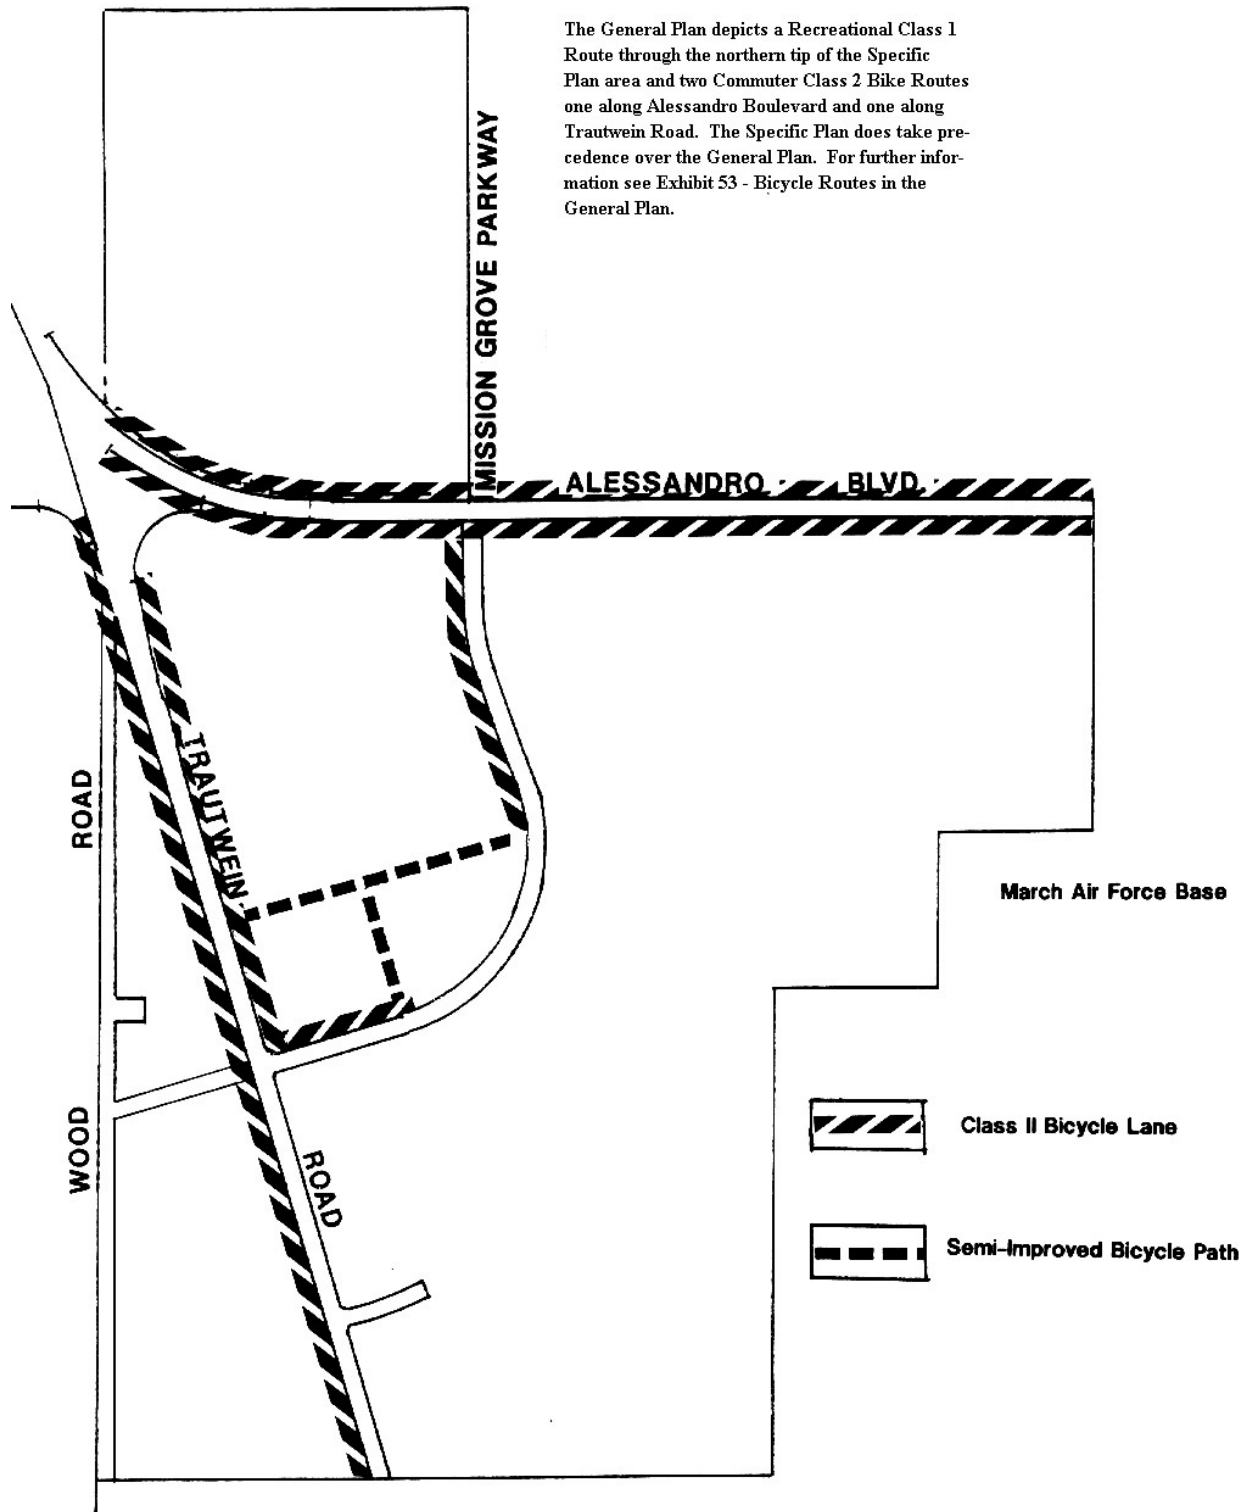 The General Plan depicts a Recreational Class 1
Route through the northern tip of the Specific
Plan area and two Commuter Class 2 Bike Routes
one along Alessandro Boulevard and one along
Trautwein Road. The Specific Plan does take pre-
cedence over the General Plan. For further infor-
mation see Exhibit 53 - Bicycle Routes in the
General Plan.
MISSION GROVE PARKWAY
ALESSANDRO BLVD.
TRAUTWEIN ROAD
WOOD ROAD
March Air Force Base
Class II Bicycle Lane
Semi-Improved Bicycle Path